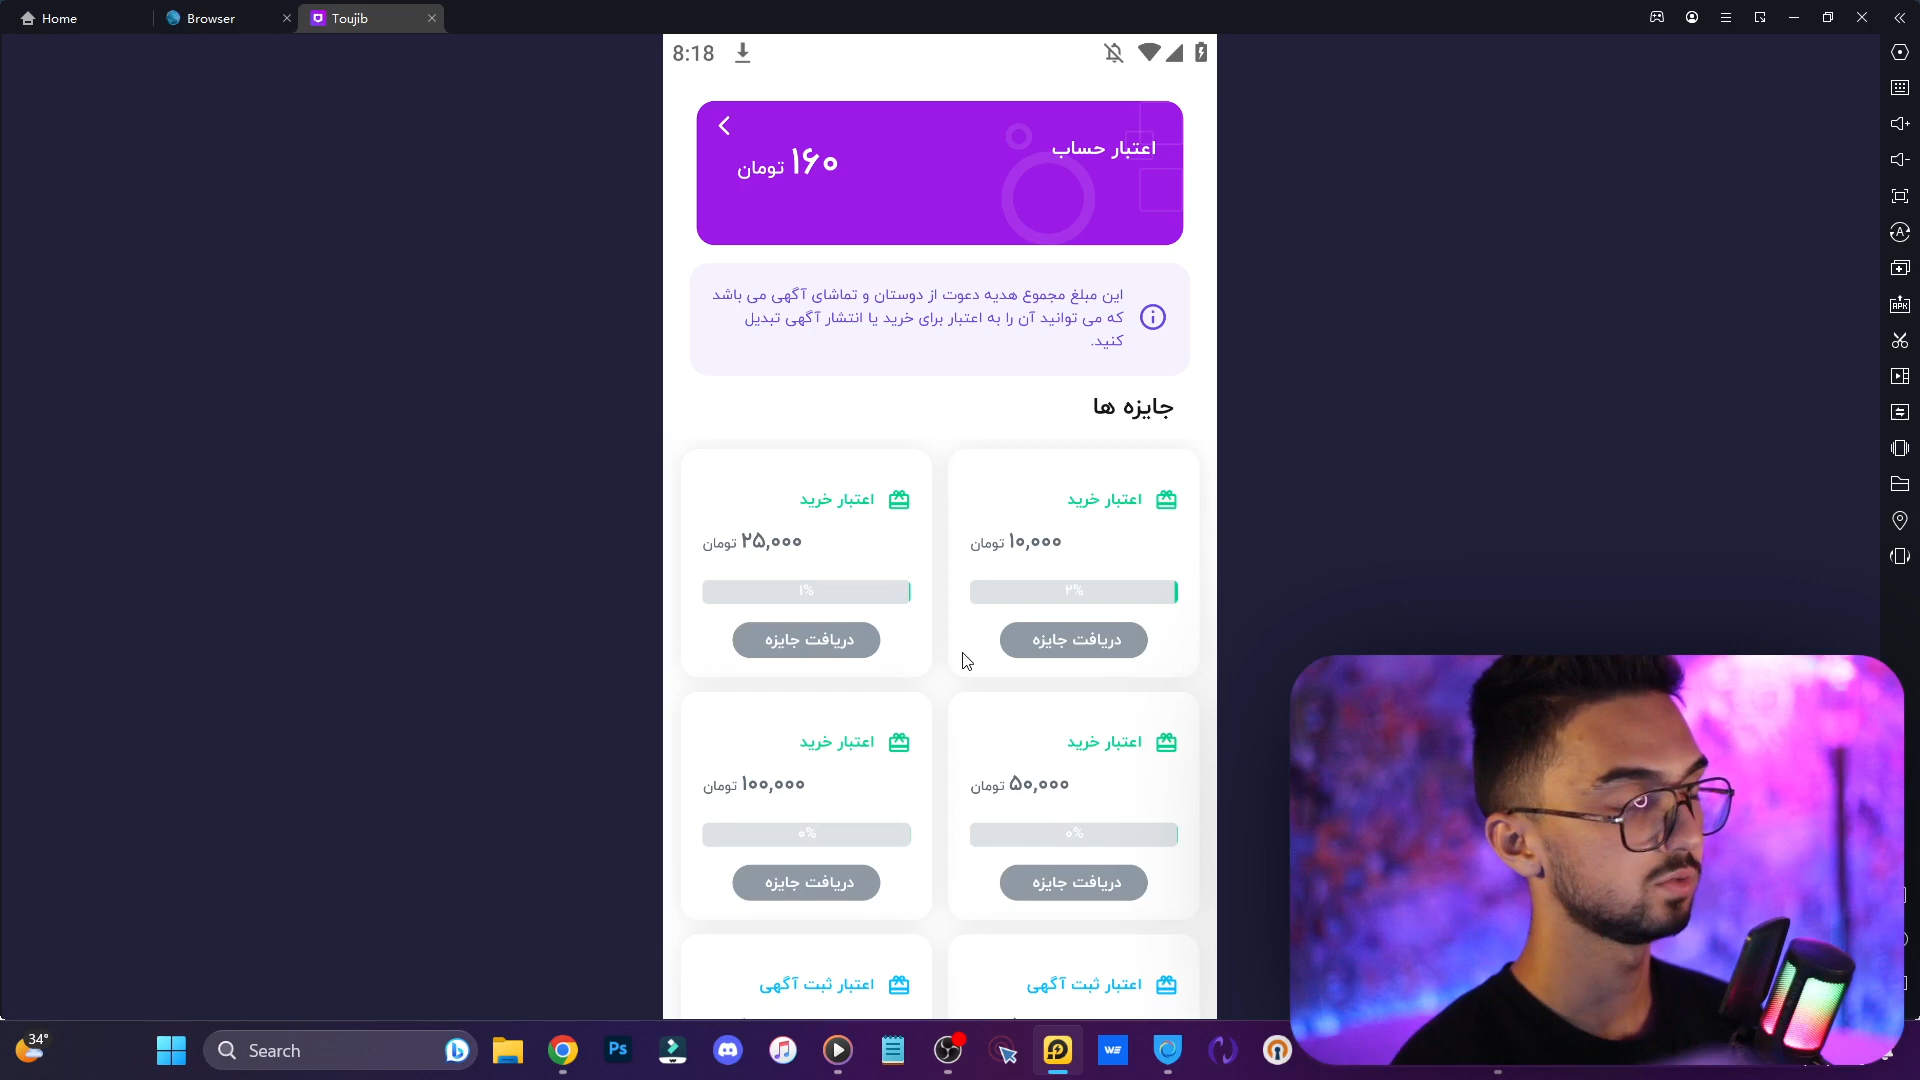 Home
Browser
Toujib
8:18
اعتبار حساب
۱۶۰ تومان
این مبلغ مجموع هدیه دعوت از دوستان و تماشای آگهی می باشد
که می توانید آن را به اعتبار برای خرید یا انتشار آگهی تبدیل
کنید.
جایزه ها
اعتبار خرید
۱۰,۰۰۰ تومان
۲%
دریافت جایزه
اعتبار خرید
۲۵,۰۰۰ تومان
۱%
دریافت جایزه
اعتبار خرید
۵۰,۰۰۰ تومان
۰%
دریافت جایزه
اعتبار خرید
۱۰۰,۰۰۰ تومان
۰%
دریافت جایزه
اعتبار ثبت آگهی
اعتبار ثبت آگهی
34°
Search
Ps
WE